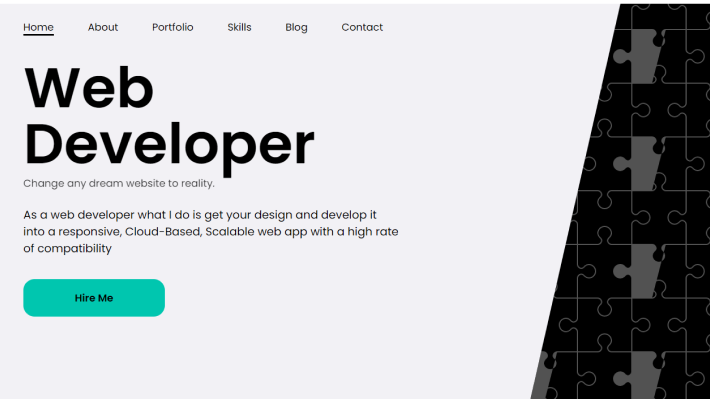 Home About Portfolio Skills Blog Contact
Web
Developer
Change any dream website to reality.
As a web developer what I do is get your design and develop it
into a responsive, Cloud-Based, Scalable web app with a high rate
of compatibility
Hire Me